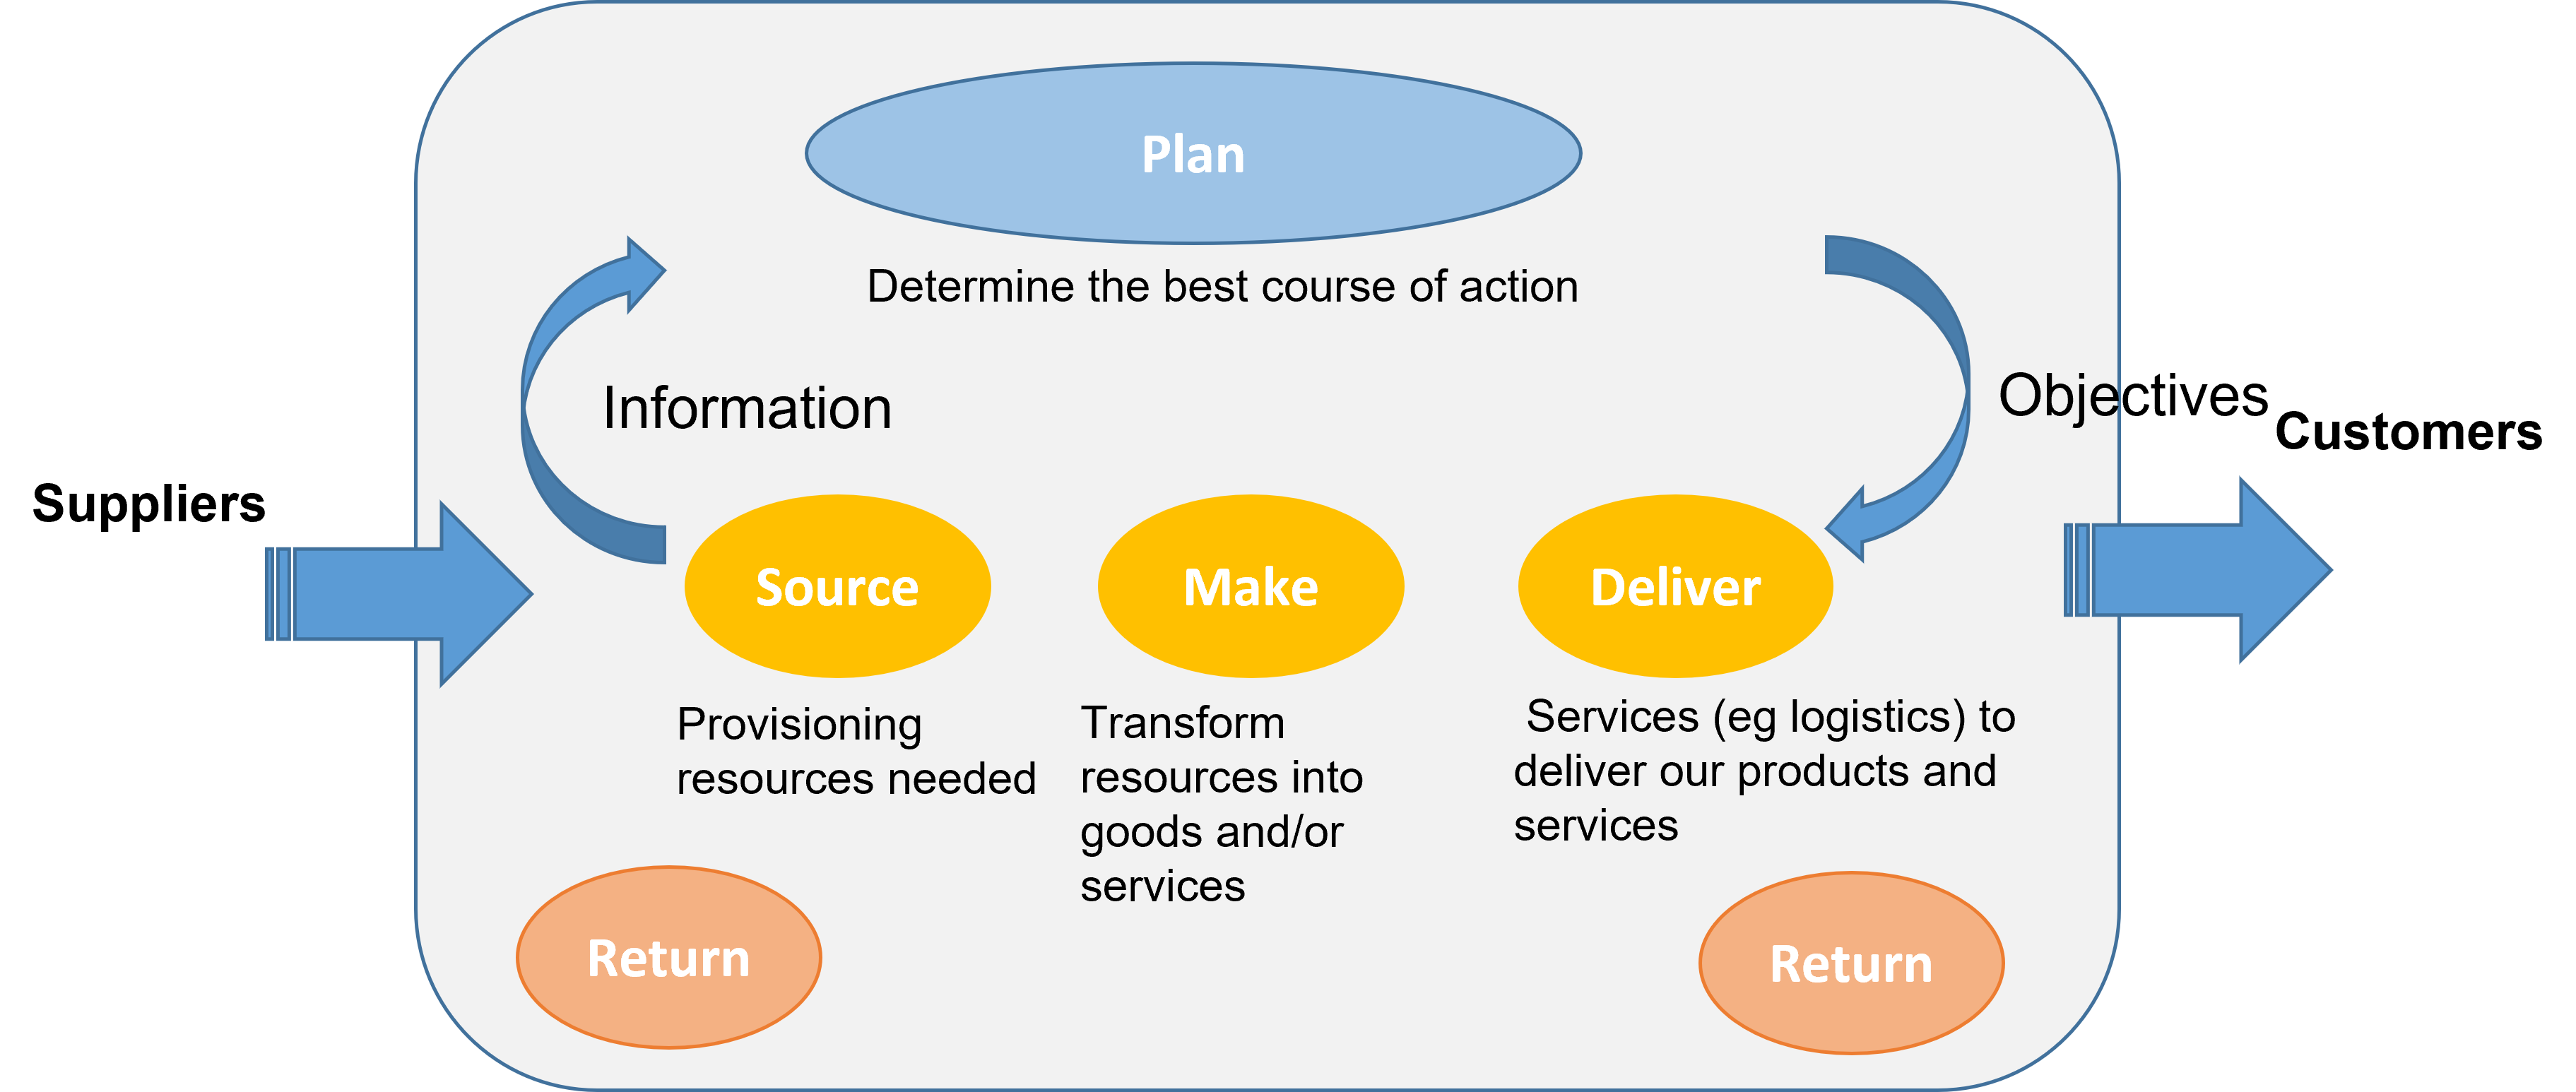 Plan
Determine the best course of action
Information
Objectives
Customers
Suppliers
Source
Make
Deliver
Provisioning
resources needed
Transform
resources into
goods and/or
services
Services (eg logistics) to
deliver our products and
services
Return
Return